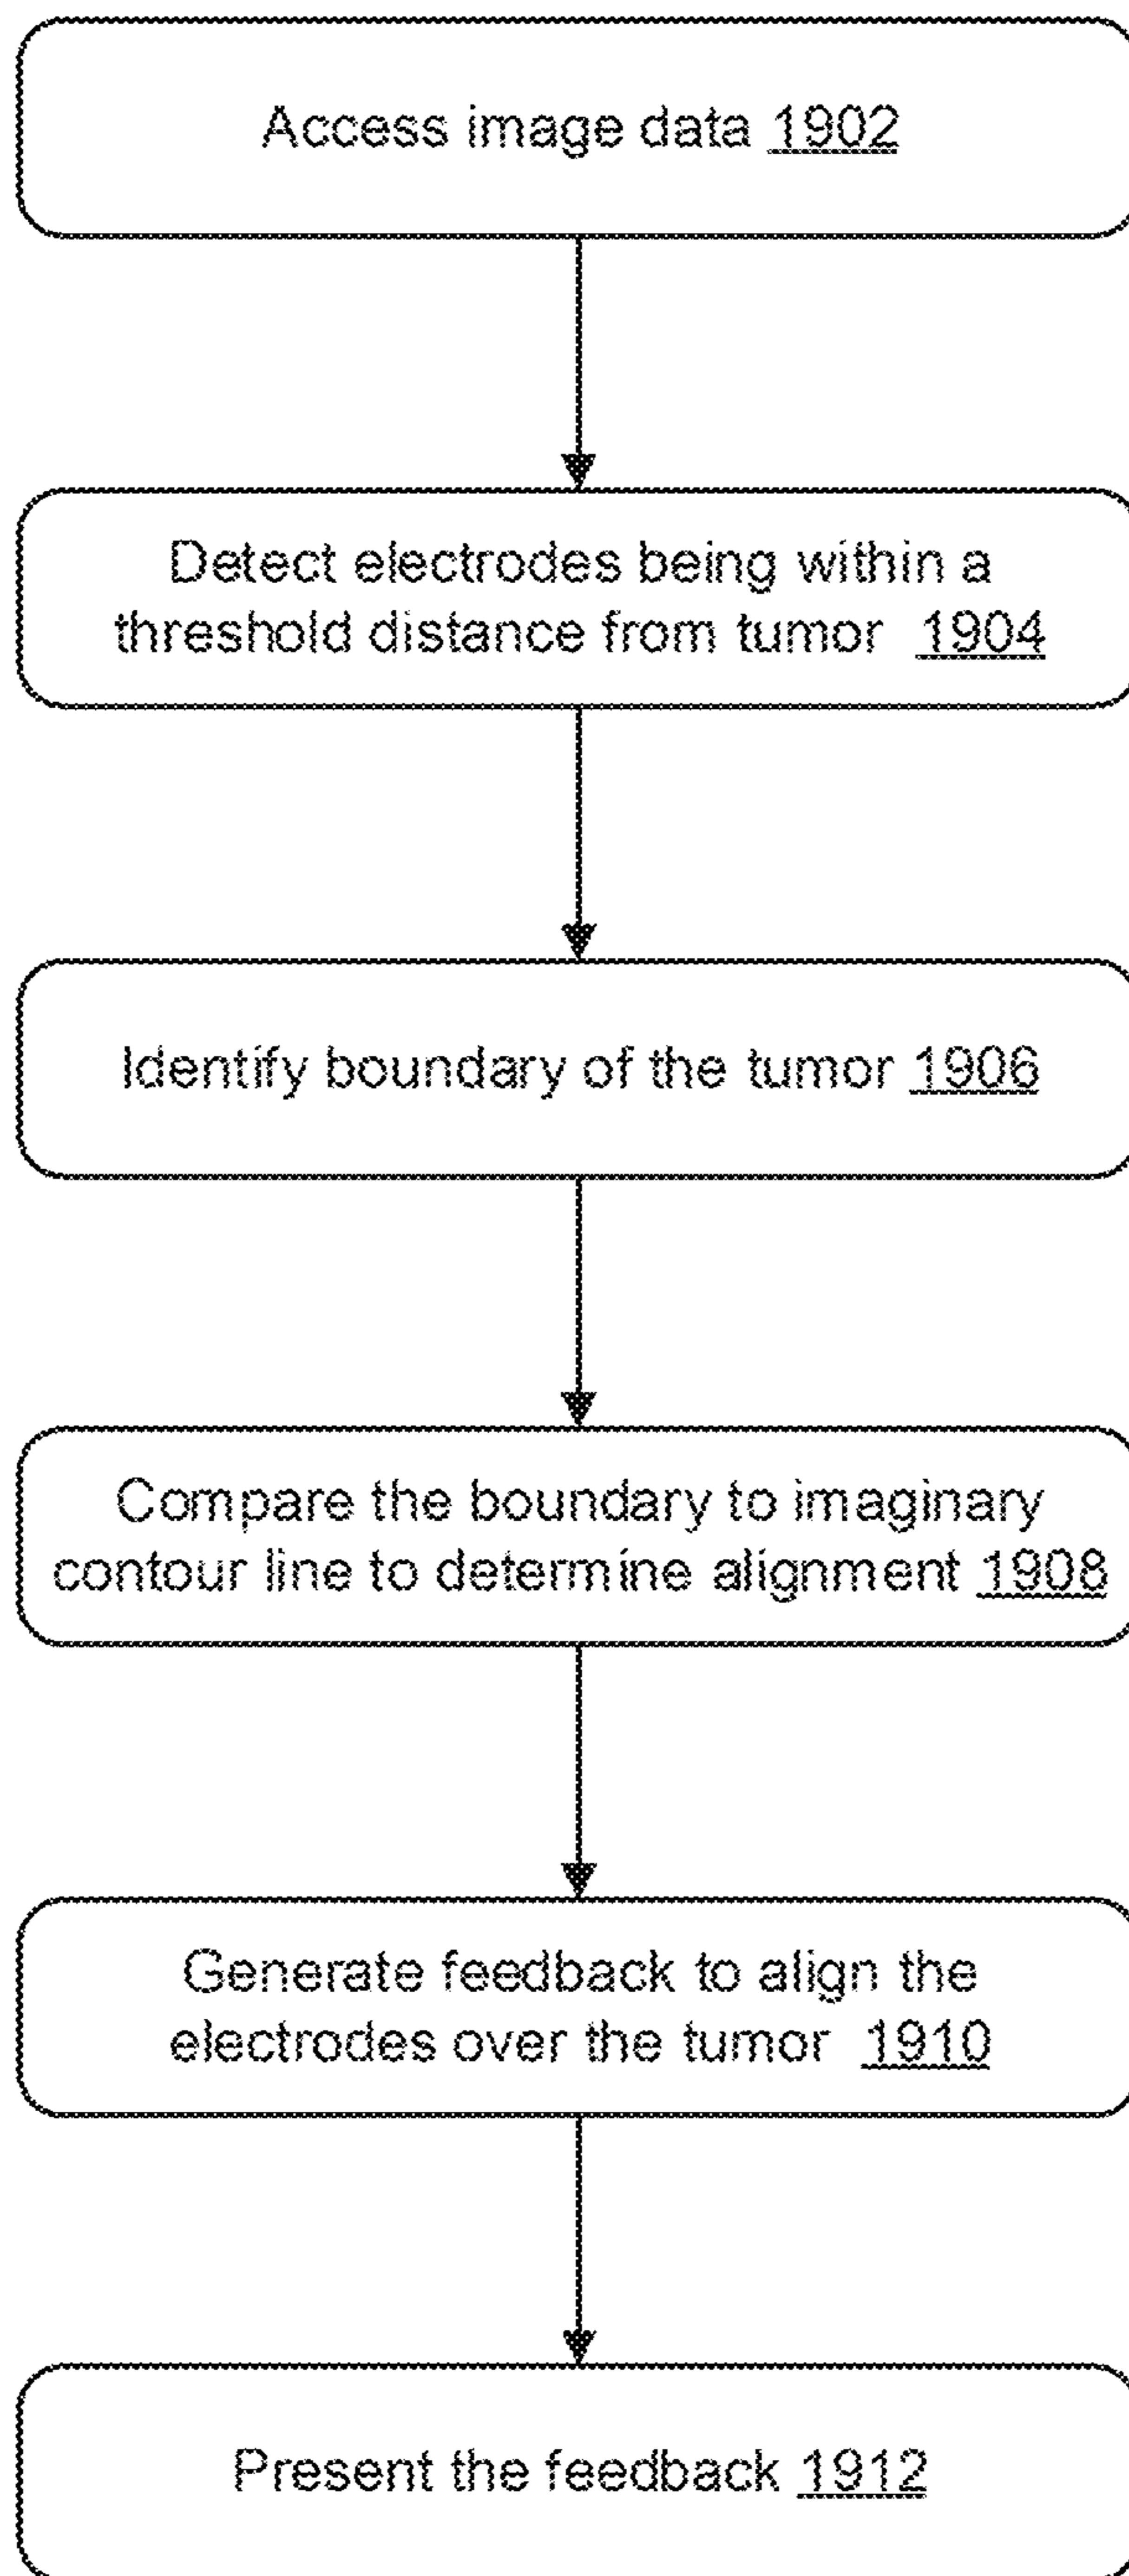 Access image data 1902
Detect electrodes being within a
threshold distance from tumor 1904
Identify boundary of the tumor 1906
Compare the boundary to imaginary
contour line to determine alignment 1908
Generate feedback to align the
electrodes over the tumor 1910
Present the feedback 1912